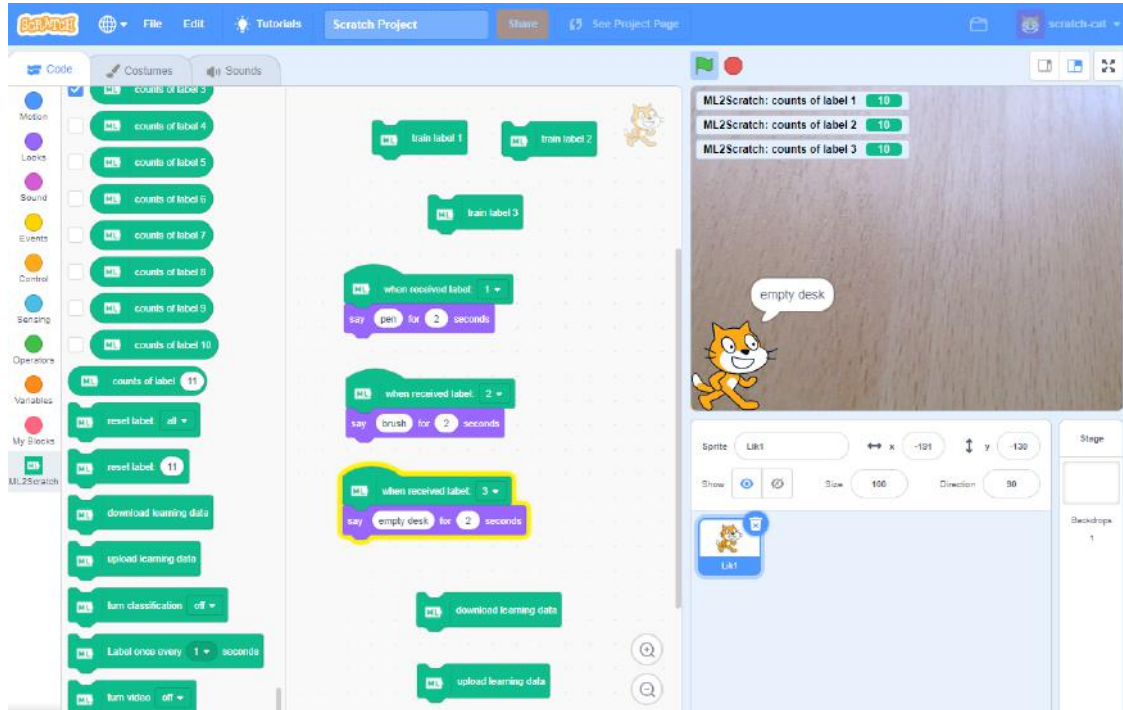 SCRATCH File Edit Tutorials Scratch Project Share See Project Page scratch-cat
Code Costumes Sounds
Motion
Looks
Sound
Events
Control
Sensing
Operators
Variables
My Blocks
ML2Scratch
counts of label 3
counts of label 4
counts of label 5
counts of label 6
counts of label 7
counts of label 8
counts of label 9
counts of label 10
counts of label 11
reset label all
reset label 11
download learning data
upload learning data
turn classification off
Label once every 1 seconds
turn video off
train label 1
train label 2
train label 3
when received label: 1
say pen for 2 seconds
when received label: 2
say brush for 2 seconds
when received label: 3
say empty desk for 2 seconds
download learning data
upload learning data
ML2Scratch: counts of label 1 10
ML2Scratch: counts of label 2 10
ML2Scratch: counts of label 3 10
empty desk
Sprite Lik1 x -191 y -130
Show Size 100 Direction 90
Lik1
Stage
Backdrops
1